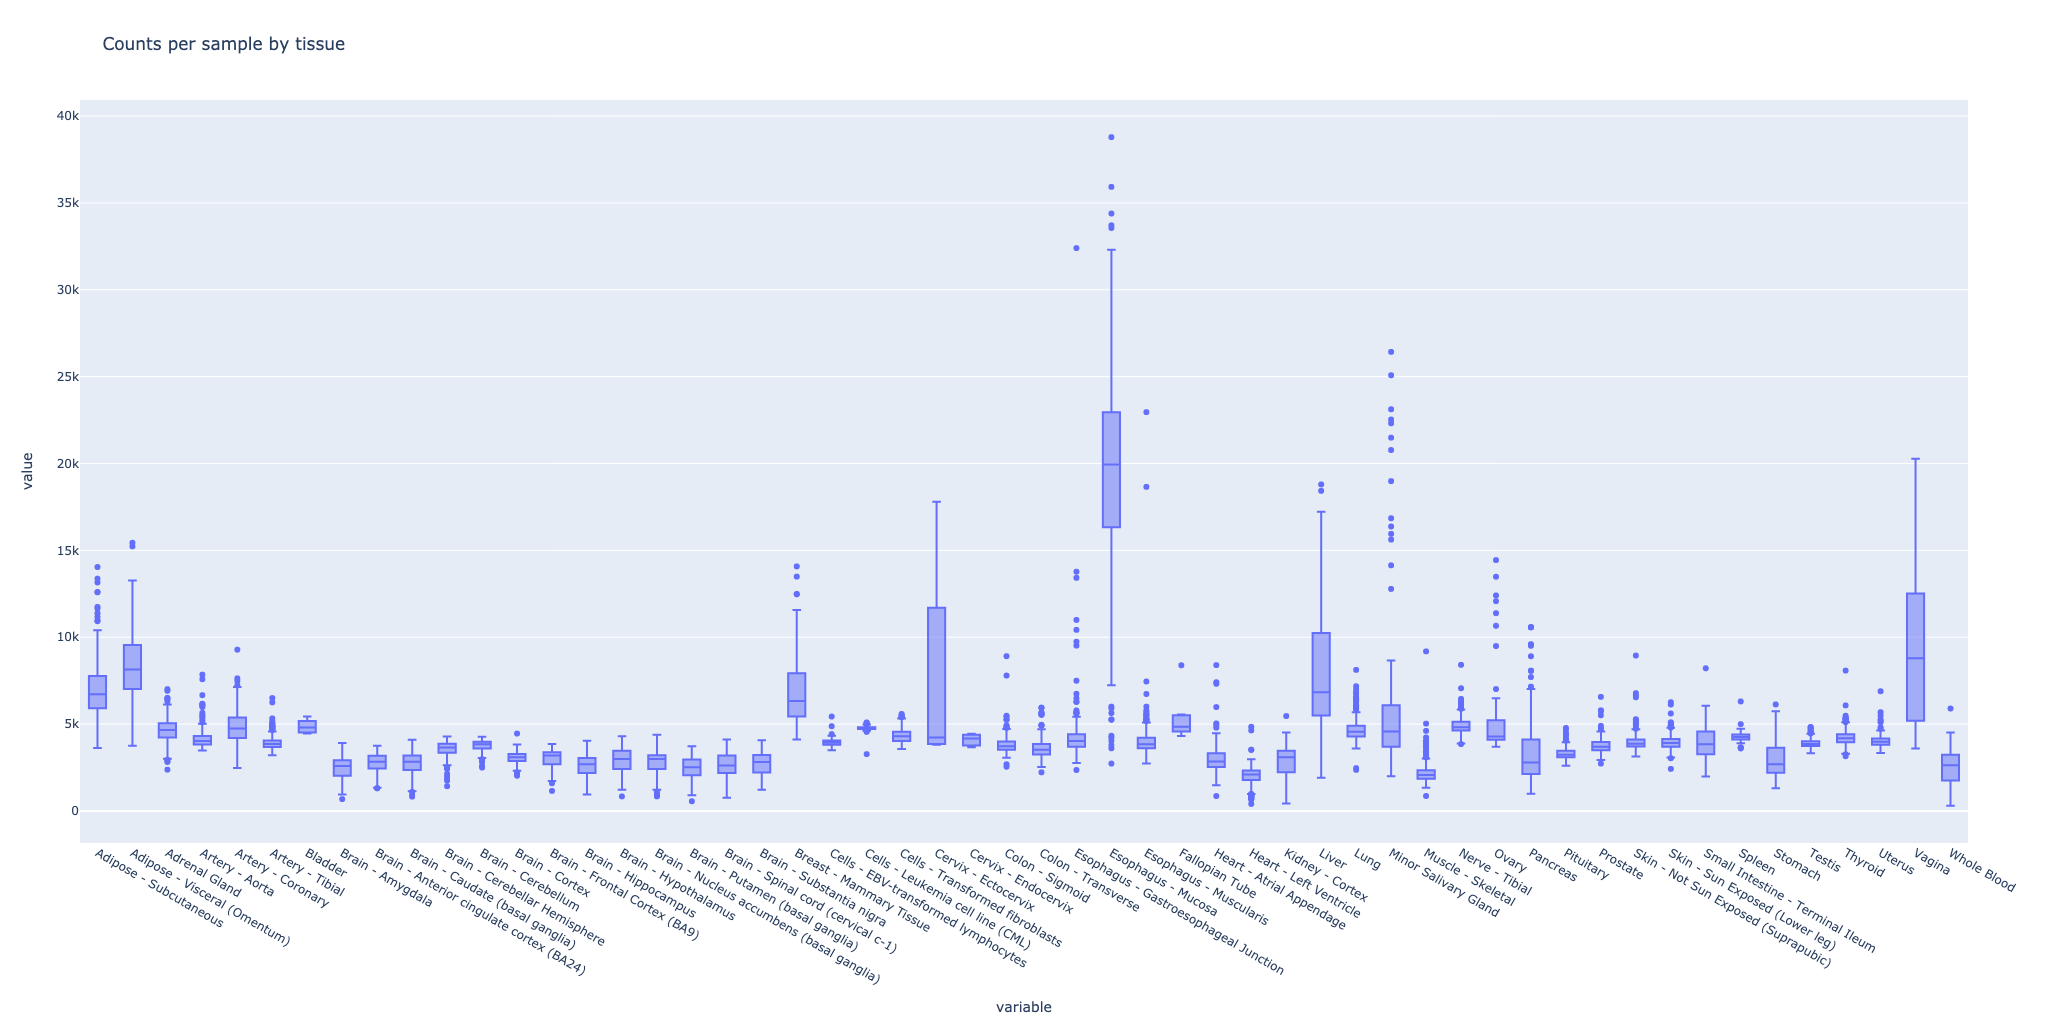 Counts per sample by tissue
40k
35k
30k
25k
20k
15k
10k
5k
0
value
Adipose - Subcutaneous
Adipose - Visceral (Omentum)
Adrenal Gland
Artery - Aorta
Artery - Coronary
Artery - Tibial
Bladder
Brain - Amygdala
Brain - Anterior cingulate cortex (BA24)
Brain - Caudate (basal ganglia)
Brain - Cerebellar Hemisphere
Brain - Cerebellum
Brain - Cortex
Brain - Frontal Cortex (BA9)
Brain - Hippocampus
Brain - Hypothalamus
Brain - Nucleus accumbens (basal ganglia)
Brain - Putamen (basal ganglia)
Brain - Spinal cord (cervical c-1)
Brain - Substantia nigra
Breast - Mammary Tissue
Cells - EBV-transformed lymphocytes
Cells - Leukemia cell line (CML)
Cells - Transformed fibroblasts
Cervix - Ectocervix
Cervix - Endocervix
Colon - Sigmoid
Colon - Transverse
Esophagus - Gastroesophageal Junction
Esophagus - Mucosa
Esophagus - Muscularis
Fallopian Tube
Heart - Atrial Appendage
Heart - Left Ventricle
Kidney - Cortex
Liver
Lung
Minor Salivary Gland
Muscle - Skeletal
Nerve - Tibial
Ovary
Pancreas
Pituitary
Prostate
Skin - Not Sun Exposed (Suprapubic)
Skin - Sun Exposed (Lower leg)
Small Intestine - Terminal Ileum
Spleen
Stomach
Testis
Thyroid
Uterus
Vagina
Whole Blood
variable